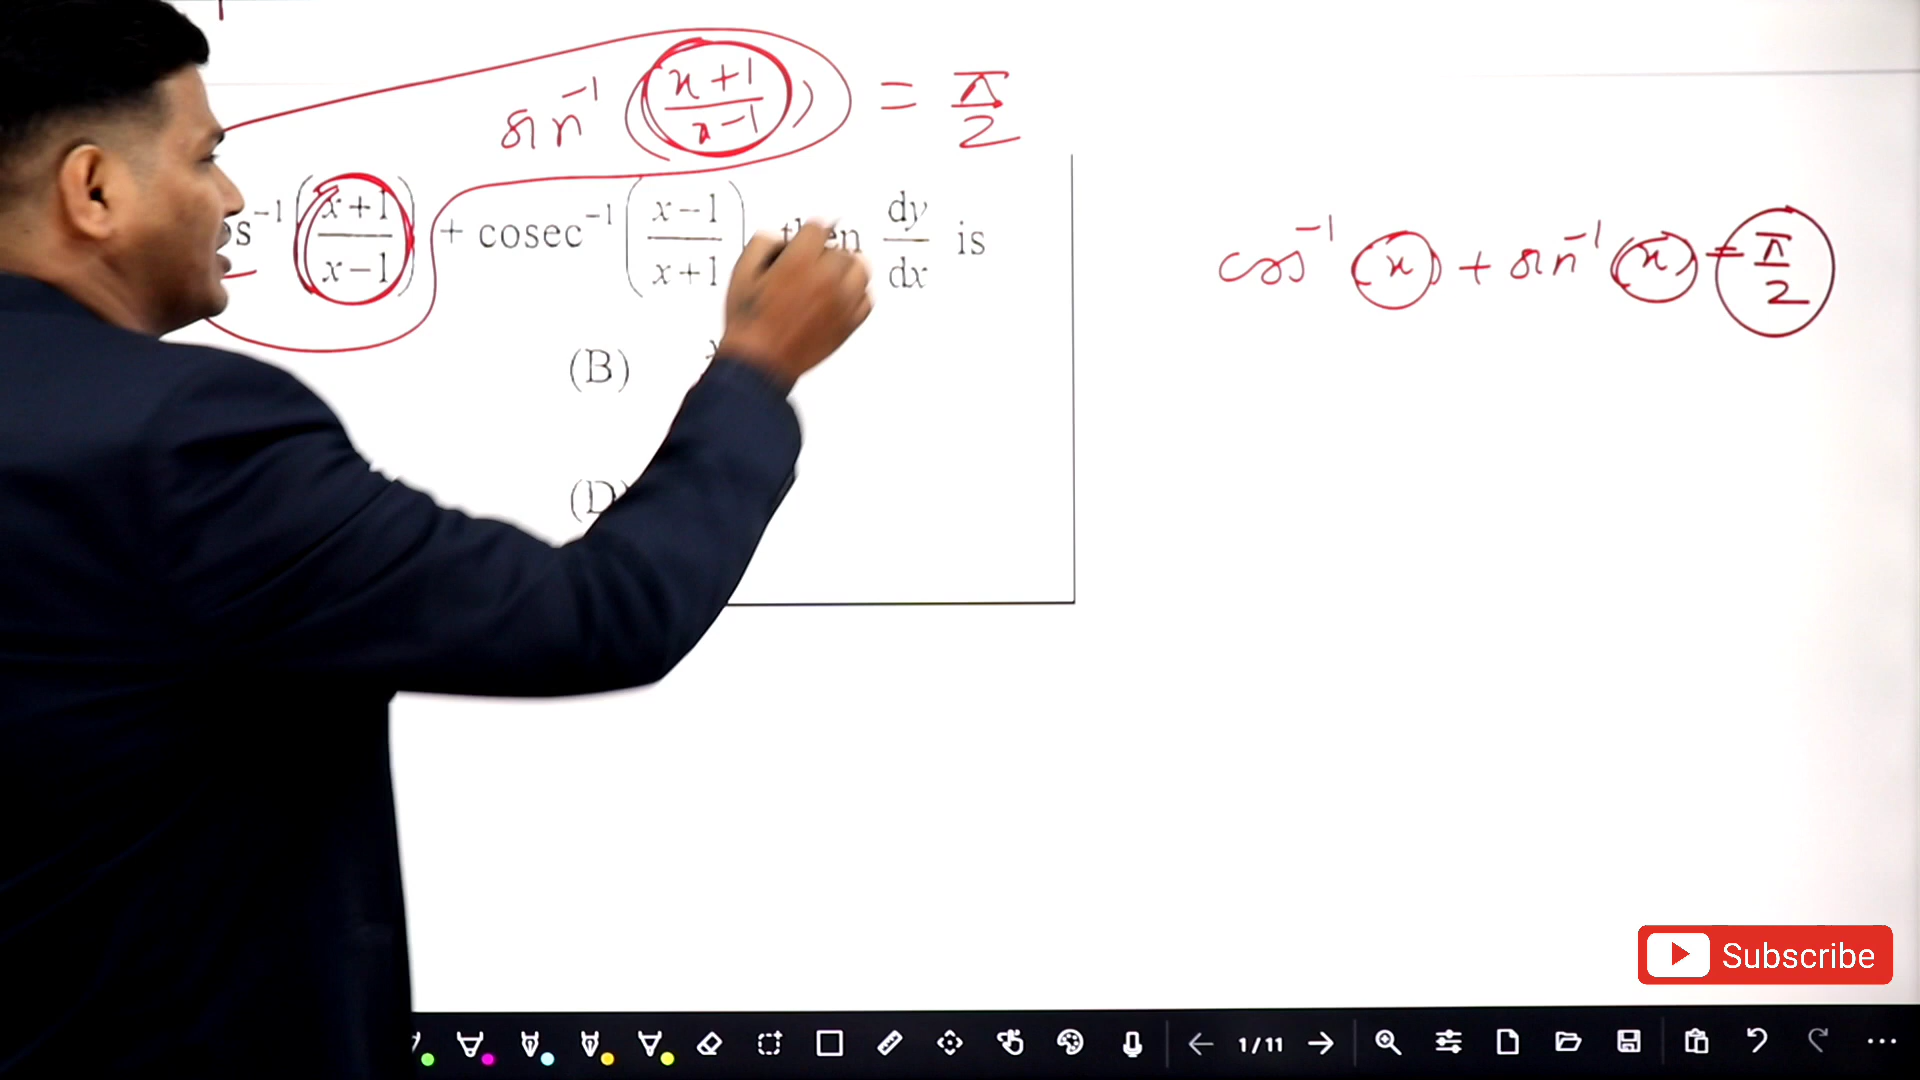 sin⁻¹ ((x+1)/(x−1)) = π/2
s⁻¹ ((x+1)/(x−1)) + cosec⁻¹ ((x−1)/(x+1)) then dy/dx is
cos⁻¹ (x) + sin⁻¹ (x) = π/2
(B)
(D)
Subscribe
1/11